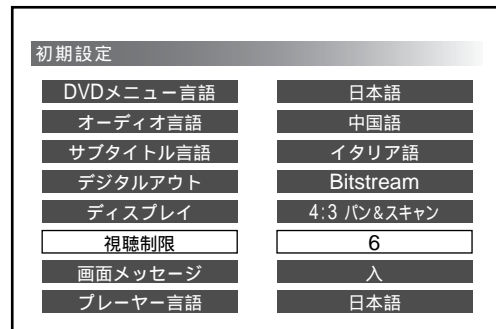 初期設定
DVDメニュー言語 日本語
オーディオ言語 中国語
サブタイトル言語 イタリア語
デジタルアウト Bitstream
ディスプレイ 4:3 パン&スキャン
視聴制限 6
画面メッセージ 入
プレーヤー言語 日本語